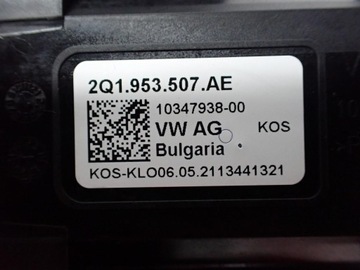 2Q1.953.507.AE
10347938-00
VW AG KOS
Bulgaria
KOS-KLO06.05.2113441321